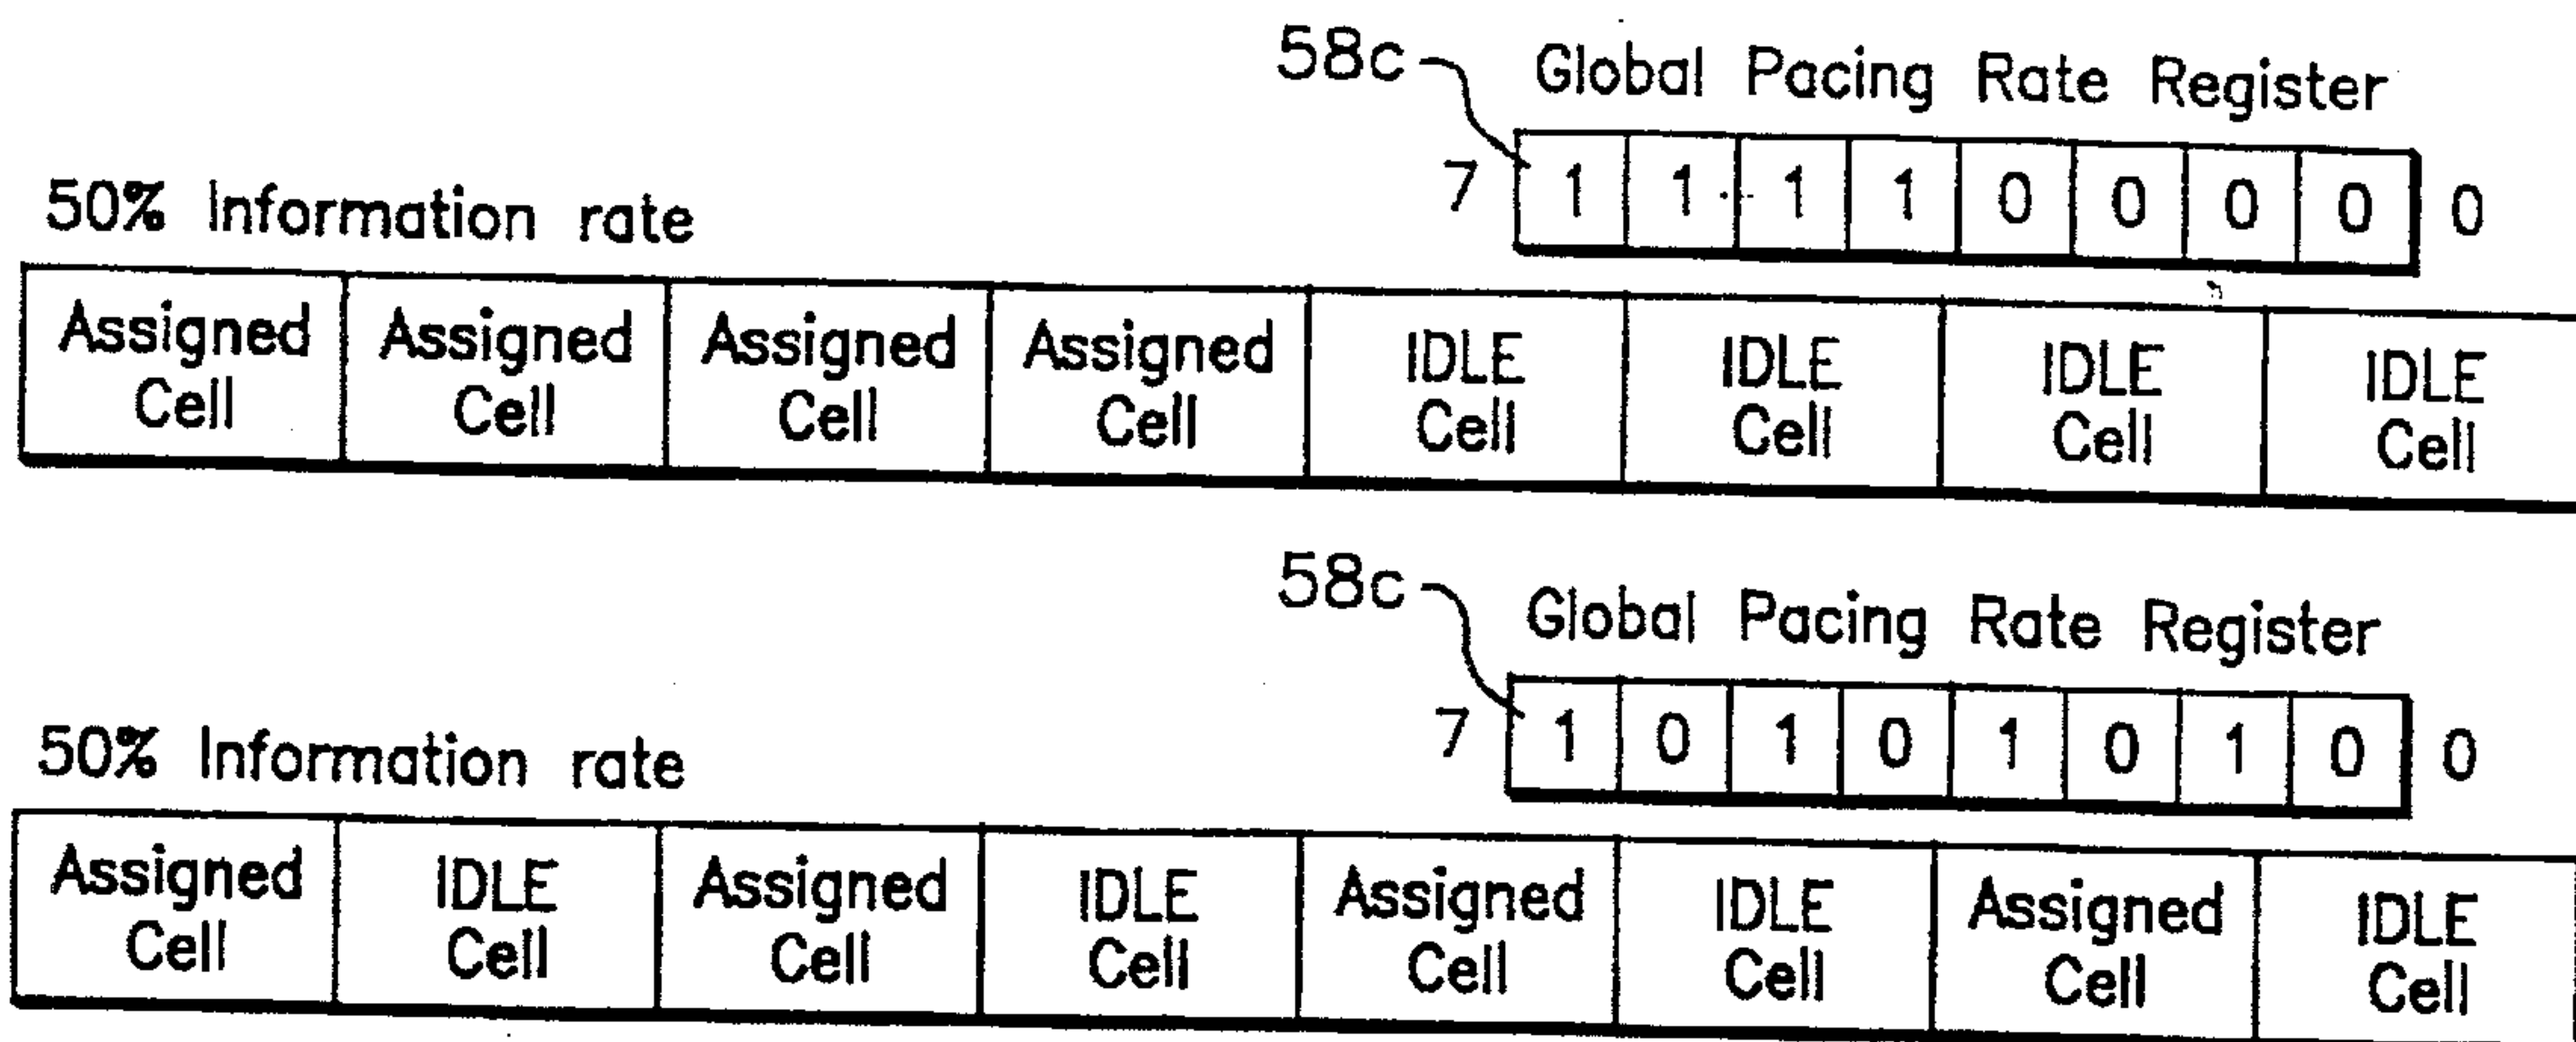 58c Global Pacing Rate Register
50% Information rate 7 1 1 1 1 0 0 0 0 0
Assigned Assigned Assigned Assigned IDLE IDLE IDLE IDLE
Cell Cell Cell Cell Cell Cell Cell Cell
58c Global Pacing Rate Register
50% Information rate 7 1 0 1 0 1 0 1 0 0
Assigned IDLE Assigned IDLE Assigned IDLE Assigned IDLE
Cell Cell Cell Cell Cell Cell Cell Cell